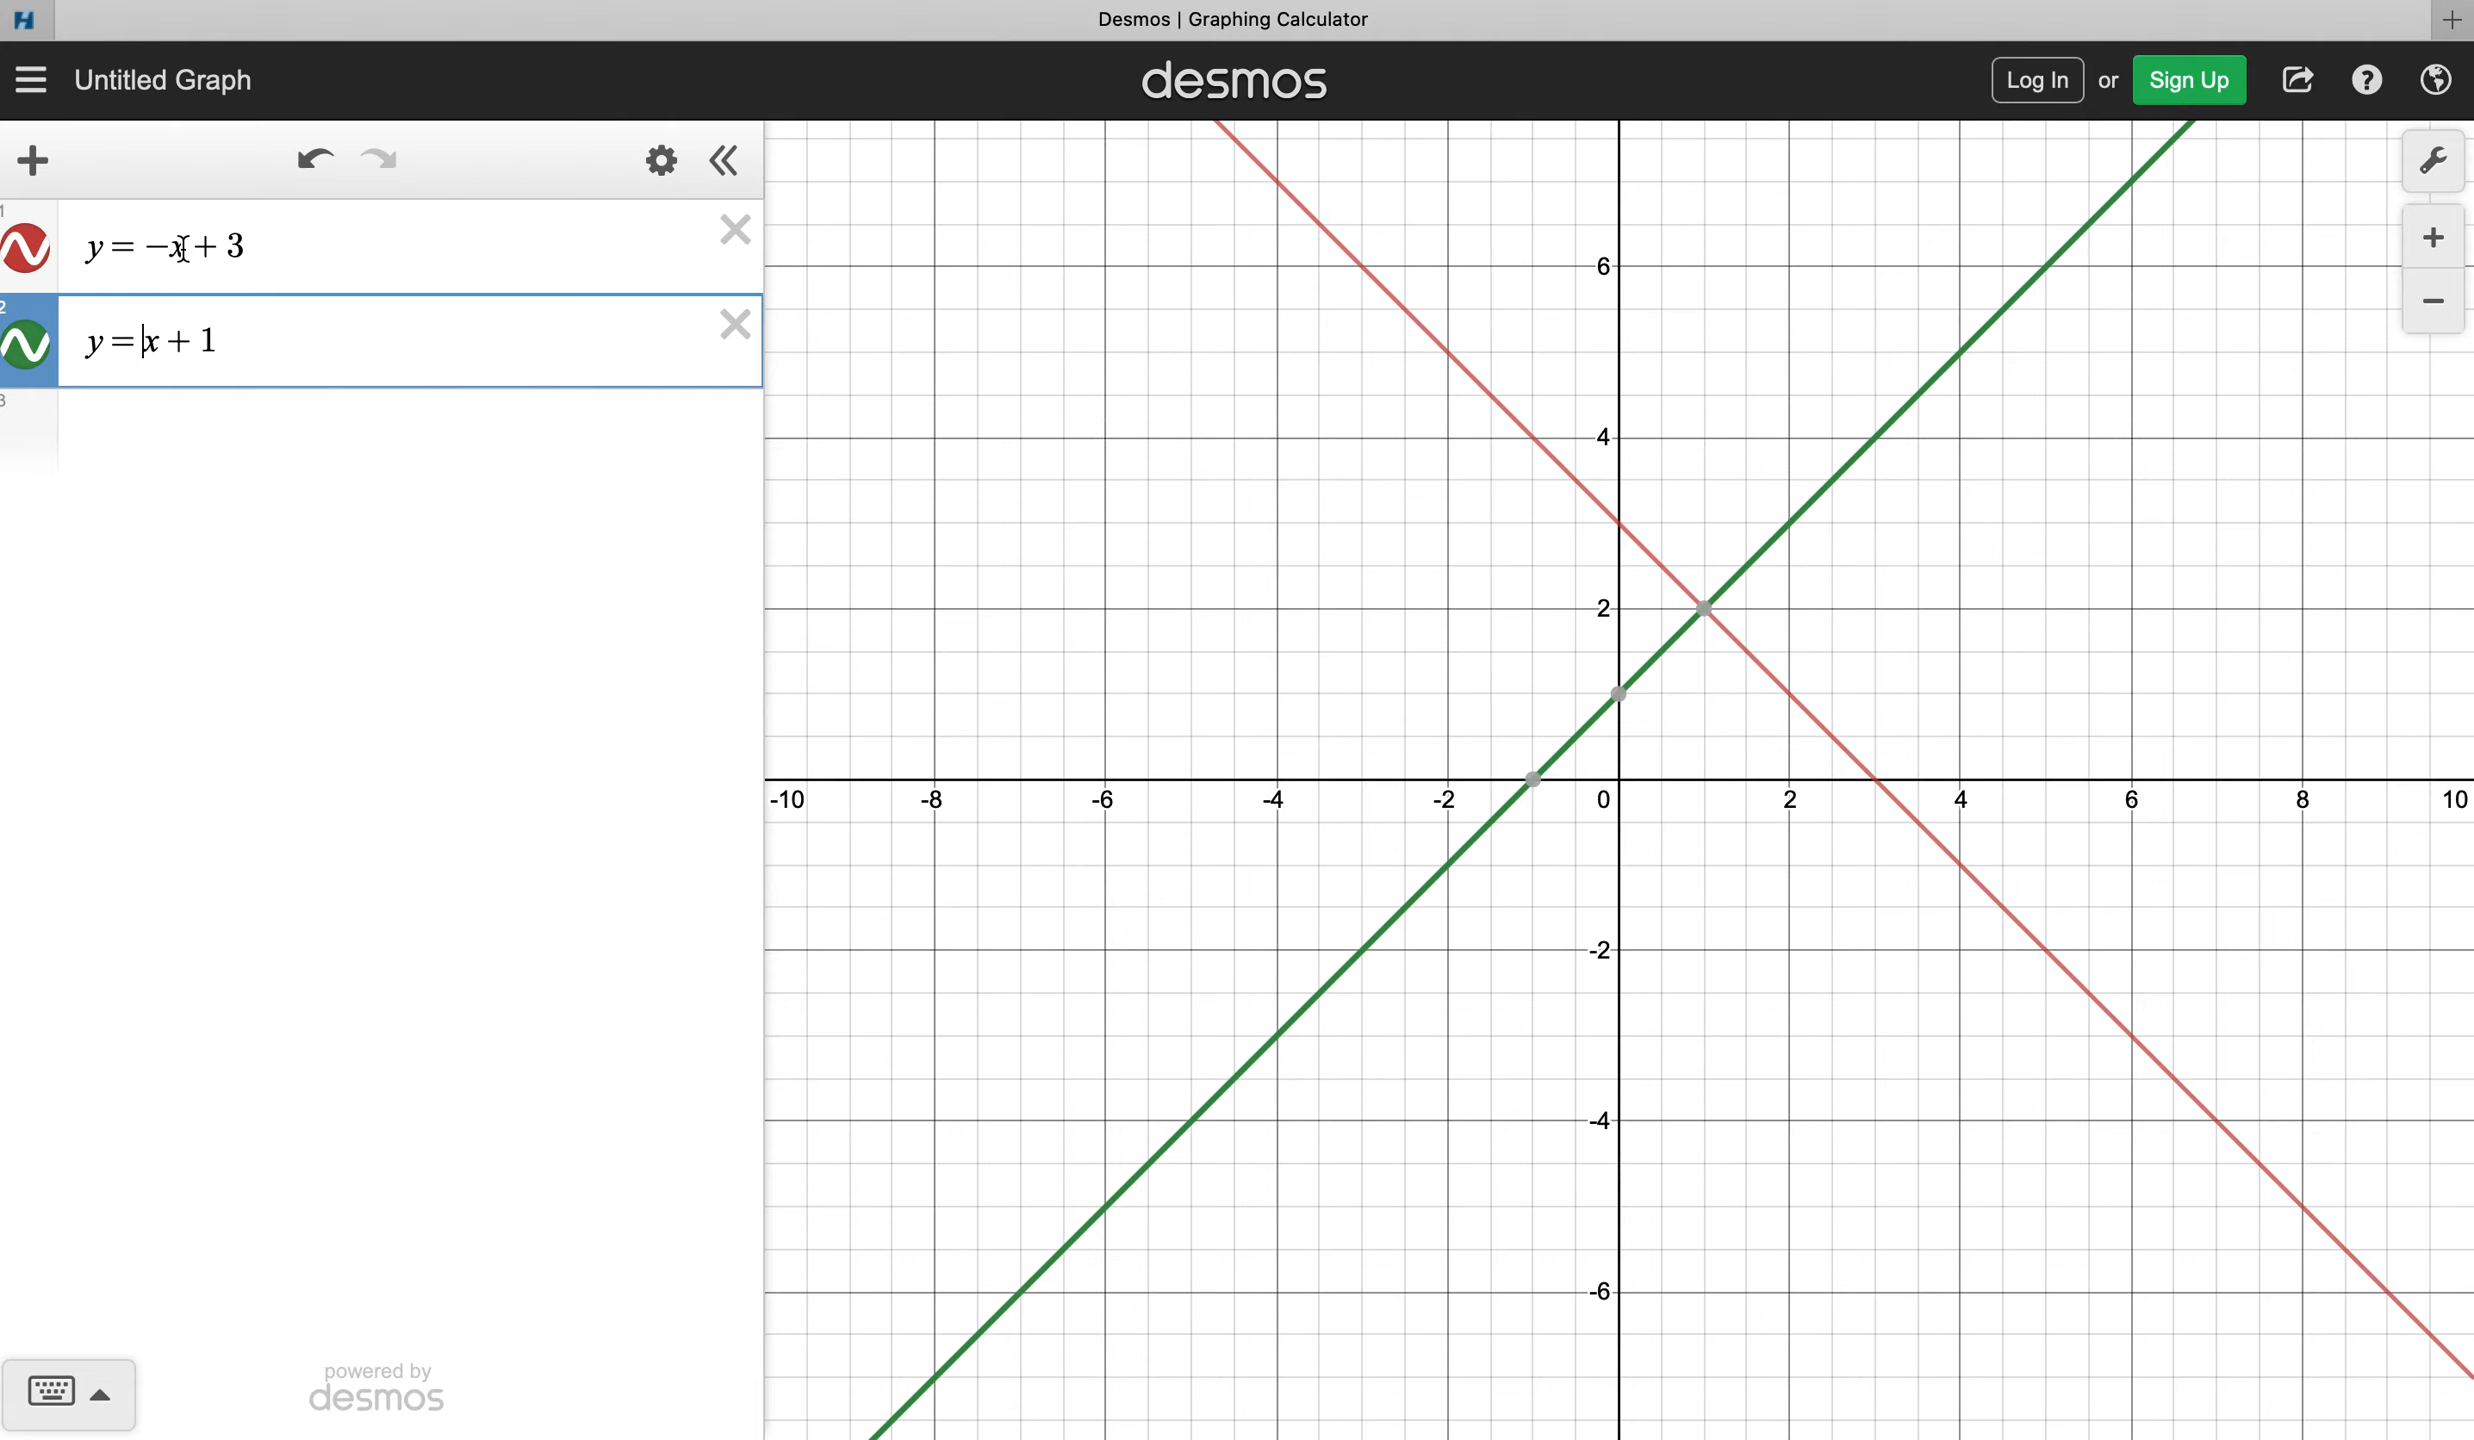 Desmos | Graphing Calculator
Untitled Graph
desmos
Log In or Sign Up
1
y = −x + 3
2
y = x + 1
3
6
4
2
-10 -8 -6 -4 -2 0 2 4 6 8 10
-2
-4
-6
powered by
desmos